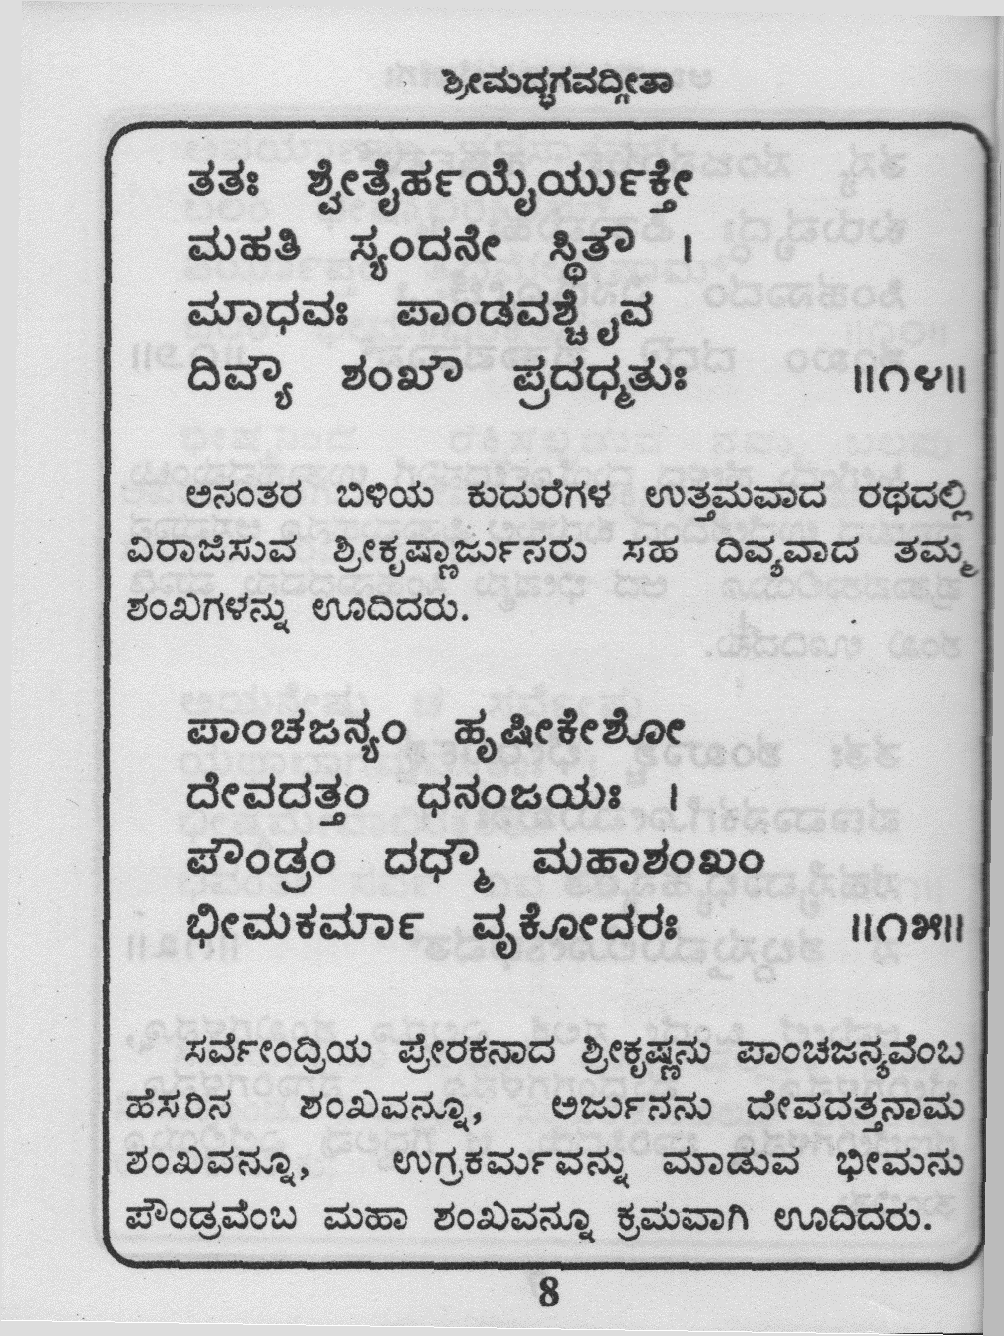 ಶ್ರೀಮದ್ಭಗವದ್ಗೀತಾ
ತತಃ ಶ್ವೇತೈರ್ಹಯೈರ್ಯುಕ್ತೇ
ಮಹತಿ ಸ್ಯಂದನೇ ಸ್ಥಿತೌ ।
ಮಾಧವಃ ಪಾಂಡವಶ್ಚೈವ
ದಿವ್ಯೌ ಶಂಖೌ ಪ್ರದಧ್ಮತುಃ ॥೧೪॥
ಅನಂತರ ಬಿಳಿಯ ಕುದುರೆಗಳ ಉತ್ತಮವಾದ ರಥದಲ್ಲಿ
ವಿರಾಜಿಸುವ ಶ್ರೀಕೃಷ್ಣಾರ್ಜುನರು ಸಹ ದಿವ್ಯವಾದ ತಮ್ಮ
ಶಂಖಗಳನ್ನು ಊದಿದರು.
ಪಾಂಚಜನ್ಯಂ ಹೃಷೀಕೇಶೋ
ದೇವದತ್ತಂ ಧನಂಜಯಃ ।
ಪೌಂಡ್ರಂ ದಧ್ಮೌ ಮಹಾಶಂಖಂ
ಭೀಮಕರ್ಮಾ ವೃಕೋದರಃ ॥೧೫॥
ಸರ್ವೇಂದ್ರಿಯ ಪ್ರೇರಕನಾದ ಶ್ರೀಕೃಷ್ಣನು ಪಾಂಚಜನ್ಯವೆಂಬ
ಹೆಸರಿನ ಶಂಖವನ್ನೂ, ಅರ್ಜುನನು ದೇವದತ್ತನಾಮ
ಶಂಖವನ್ನೂ, ಉಗ್ರಕರ್ಮವನ್ನು ಮಾಡುವ ಭೀಮನು
ಪೌಂಡ್ರವೆಂಬ ಮಹಾ ಶಂಖವನ್ನೂ ಕ್ರಮವಾಗಿ ಊದಿದರು.
8